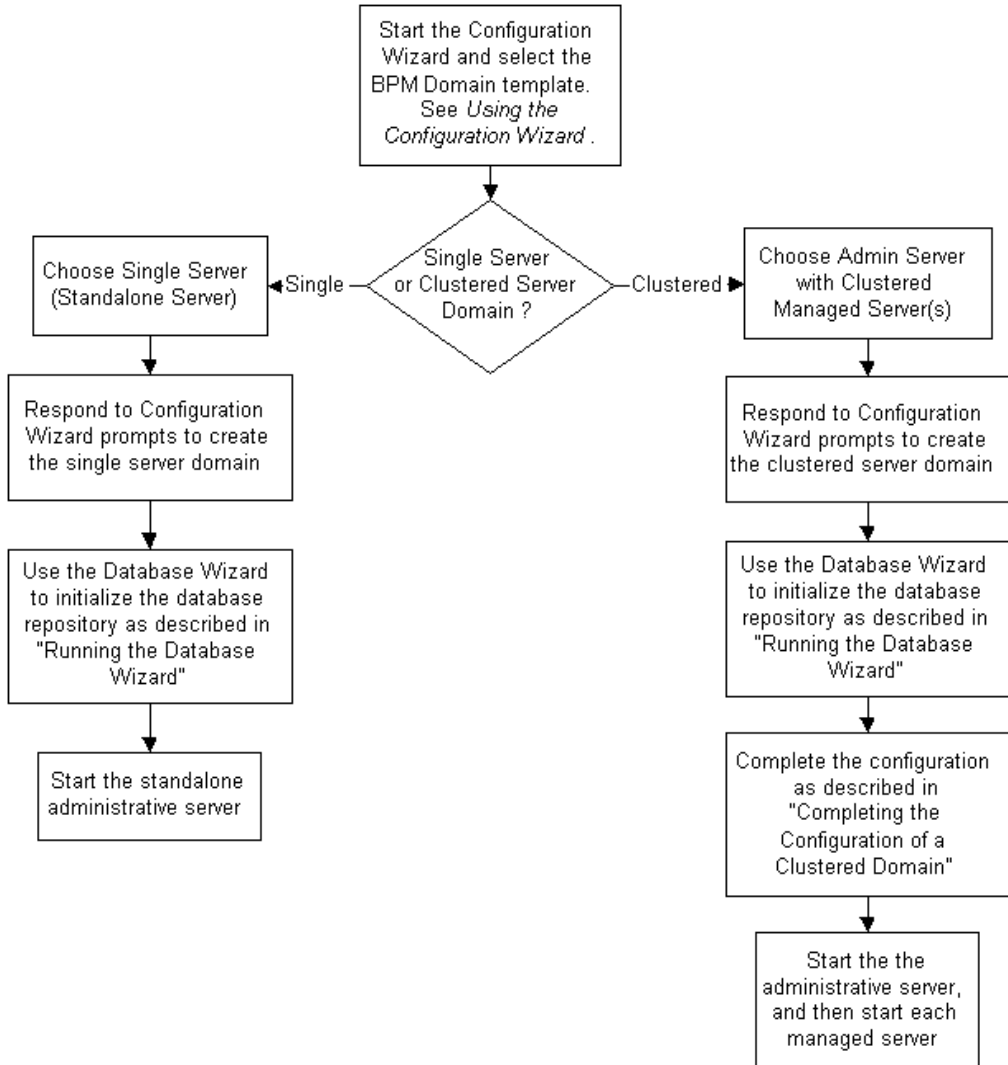 Start the Configuration
Wizard and select the
BPM Domain template.
See Using the
Configuration Wizard .
Single Server
or Clustered Server
Domain ?
Single
Clustered
Choose Single Server
(Standalone Server)
Respond to Configuration
Wizard prompts to create
the single server domain
Use the Database Wizard
to initialize the database
repository as described in
"Running the Database
Wizard"
Start the standalone
administrative server
Choose Admin Server
with Clustered
Managed Server(s)
Respond to Configuration
Wizard prompts to create
the clustered server domain
Use the Database Wizard
to initialize the database
repository as described in
"Running the Database
Wizard"
Complete the configuration
as described in
"Completing the
Configuration of a
Clustered Domain"
Start the the
administrative server,
and then start each
managed server